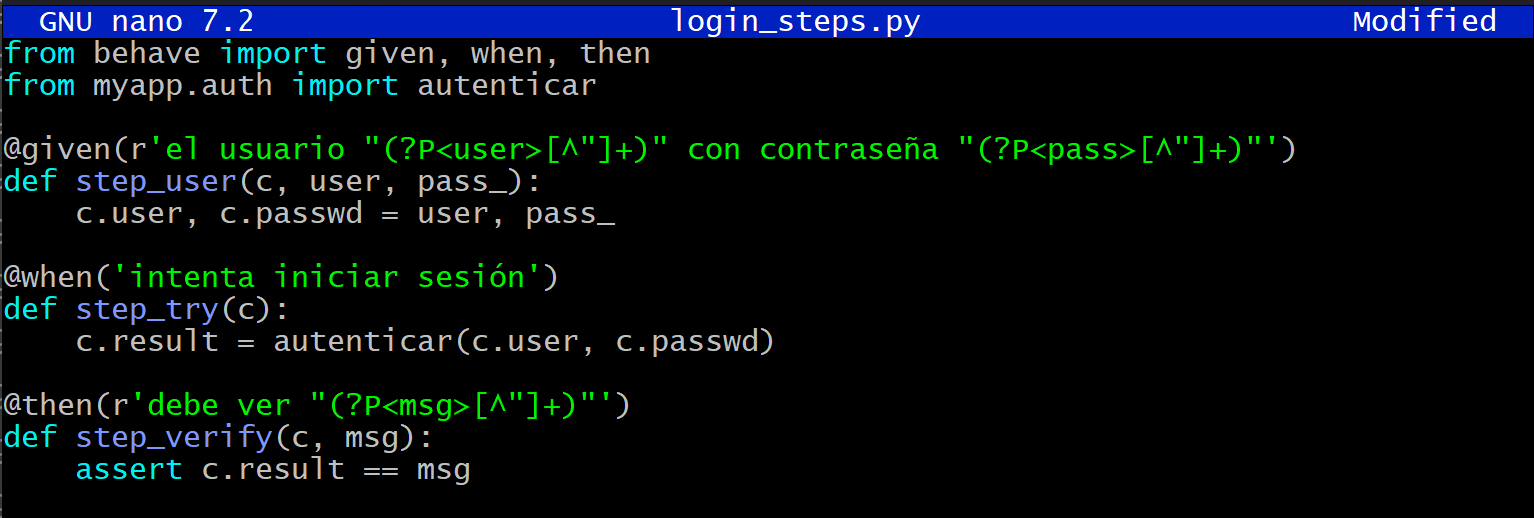 GNU nano 7.2 login_steps.py Modified
from behave import given, when, then
from myapp.auth import autenticar
@given(r'el usuario "(?P<user>[^"]+)" con contraseña "(?P<pass>[^"]+)"')
def step_user(c, user, pass_):
    c.user, c.passwd = user, pass_
@when('intenta iniciar sesión')
def step_try(c):
    c.result = autenticar(c.user, c.passwd)
@then(r'debe ver "(?P<msg>[^"]+)"')
def step_verify(c, msg):
    assert c.result == msg